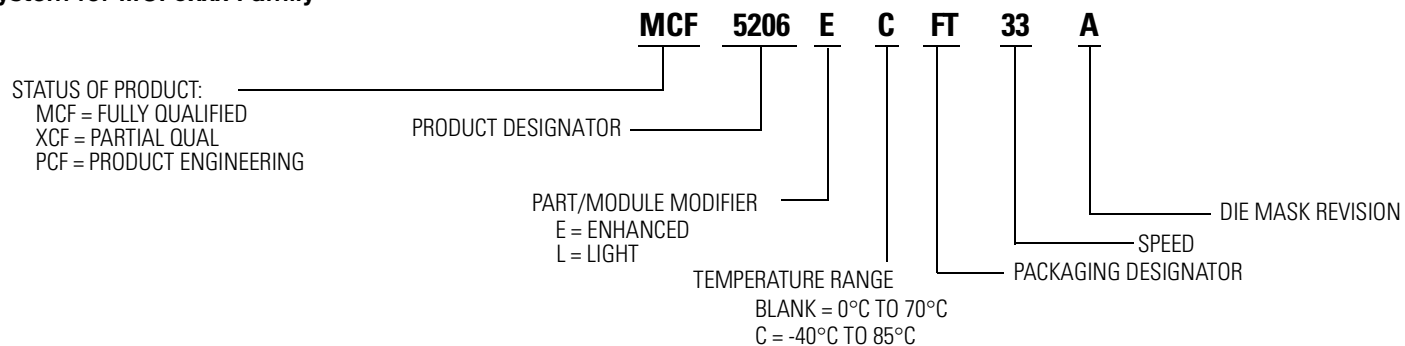 MCF 5206 E C FT 33 A
STATUS OF PRODUCT:
MCF = FULLY QUALIFIED
XCF = PARTIAL QUAL
PCF = PRODUCT ENGINEERING
PRODUCT DESIGNATOR
PART/MODULE MODIFIER
E = ENHANCED
L = LIGHT
TEMPERATURE RANGE
BLANK = 0°C TO 70°C
C = -40°C TO 85°C
DIE MASK REVISION
SPEED
PACKAGING DESIGNATOR